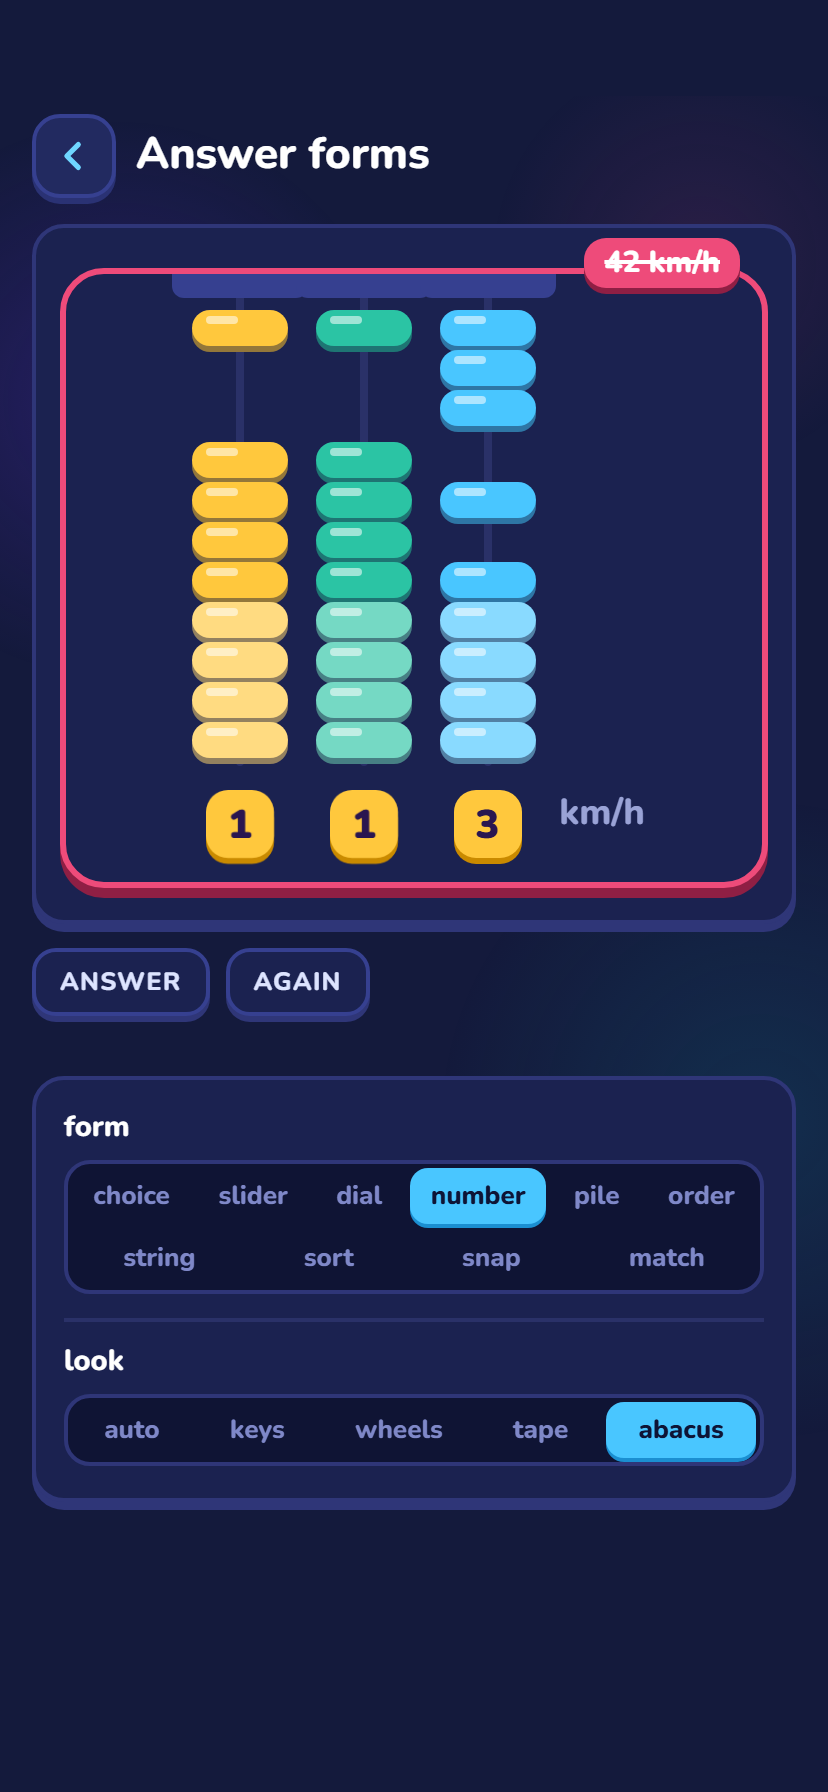 Answer forms
42 km/h
1 1 3 km/h
ANSWER AGAIN
form
choice slider dial number pile order
string sort snap match
look
auto keys wheels tape abacus